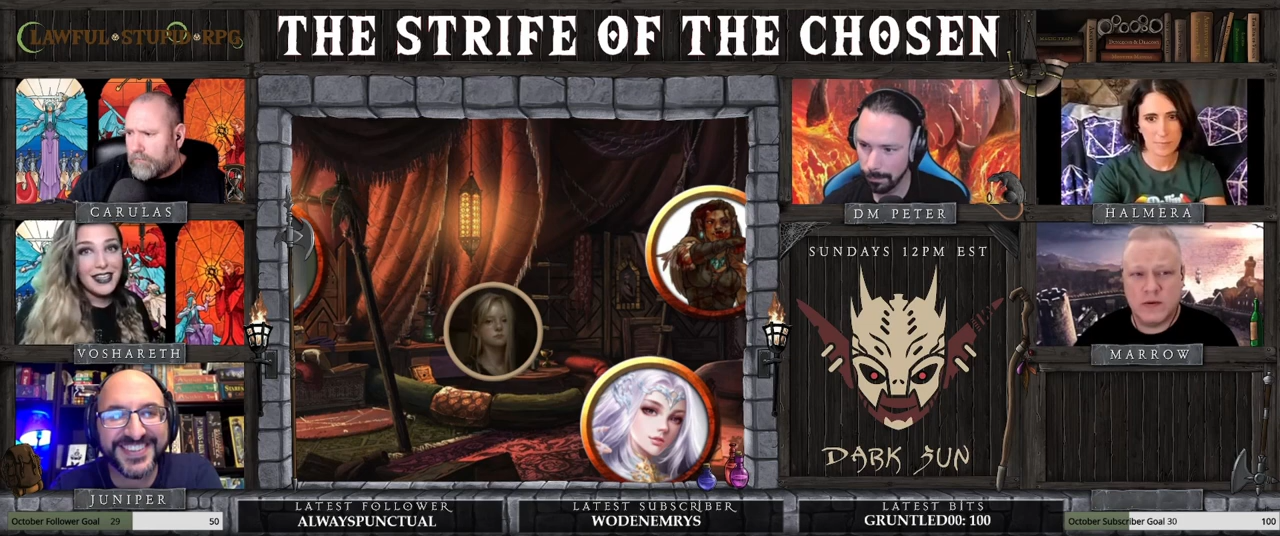 LAWFUL·STUPID·RPG
THE STRIFE OF THE CHOSEN
DUNGEONS & DRAGONS
CARULAS
VOSHARETH
JUNIPER
DM PETER
HALMERA
MARROW
SUNDAYS 12PM EST
DARK SUN
LATEST FOLLOWER
ALWAYSPUNCTUAL
LATEST SUBSCRIBER
WODENEMRYS
LATEST BITS
GRUNTLED00: 100
October Follower Goal 29 50
October Subscriber Goal 30 100